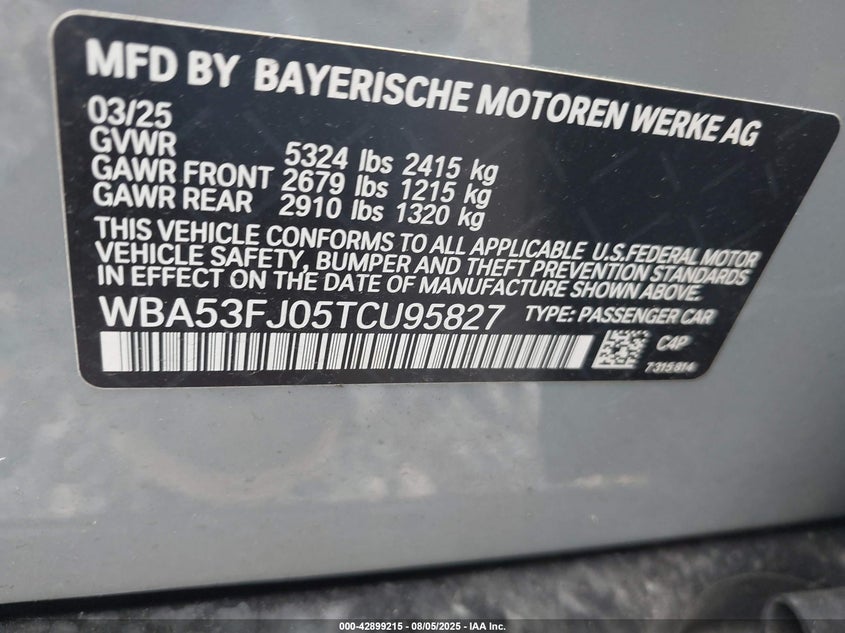 MFD BY BAYERISCHE MOTOREN WERKE AG
03/25
GVWR 5324 lbs 2415 kg
GAWR FRONT 2679 lbs 1215 kg
GAWR REAR 2910 lbs 1320 kg
THIS VEHICLE CONFORMS TO ALL APPLICABLE U.S.FEDERAL MOTOR
VEHICLE SAFETY, BUMPER AND THEFT PREVENTION STANDARDS
IN EFFECT ON THE DATE OF MANUFACTURE SHOWN ABOVE.
WBA53FJ05TCU95827 TYPE: PASSENGER CAR
C4P
7315814
000-42899215 - 08/05/2025 - IAA Inc.